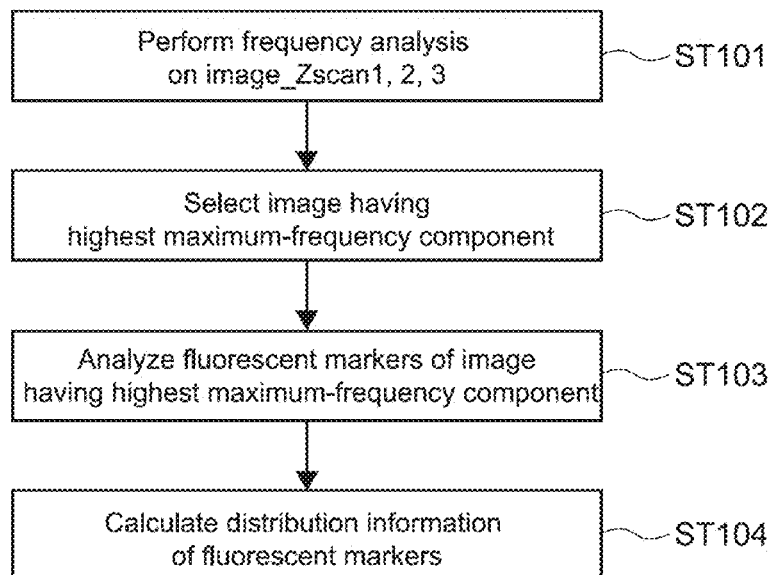 Perform frequency analysis
on image_Zscan1, 2, 3
ST101
Select image having
highest maximum-frequency component
ST102
Analyze fluorescent markers of image
having highest maximum-frequency component
ST103
Calculate distribution information
of fluorescent markers
ST104